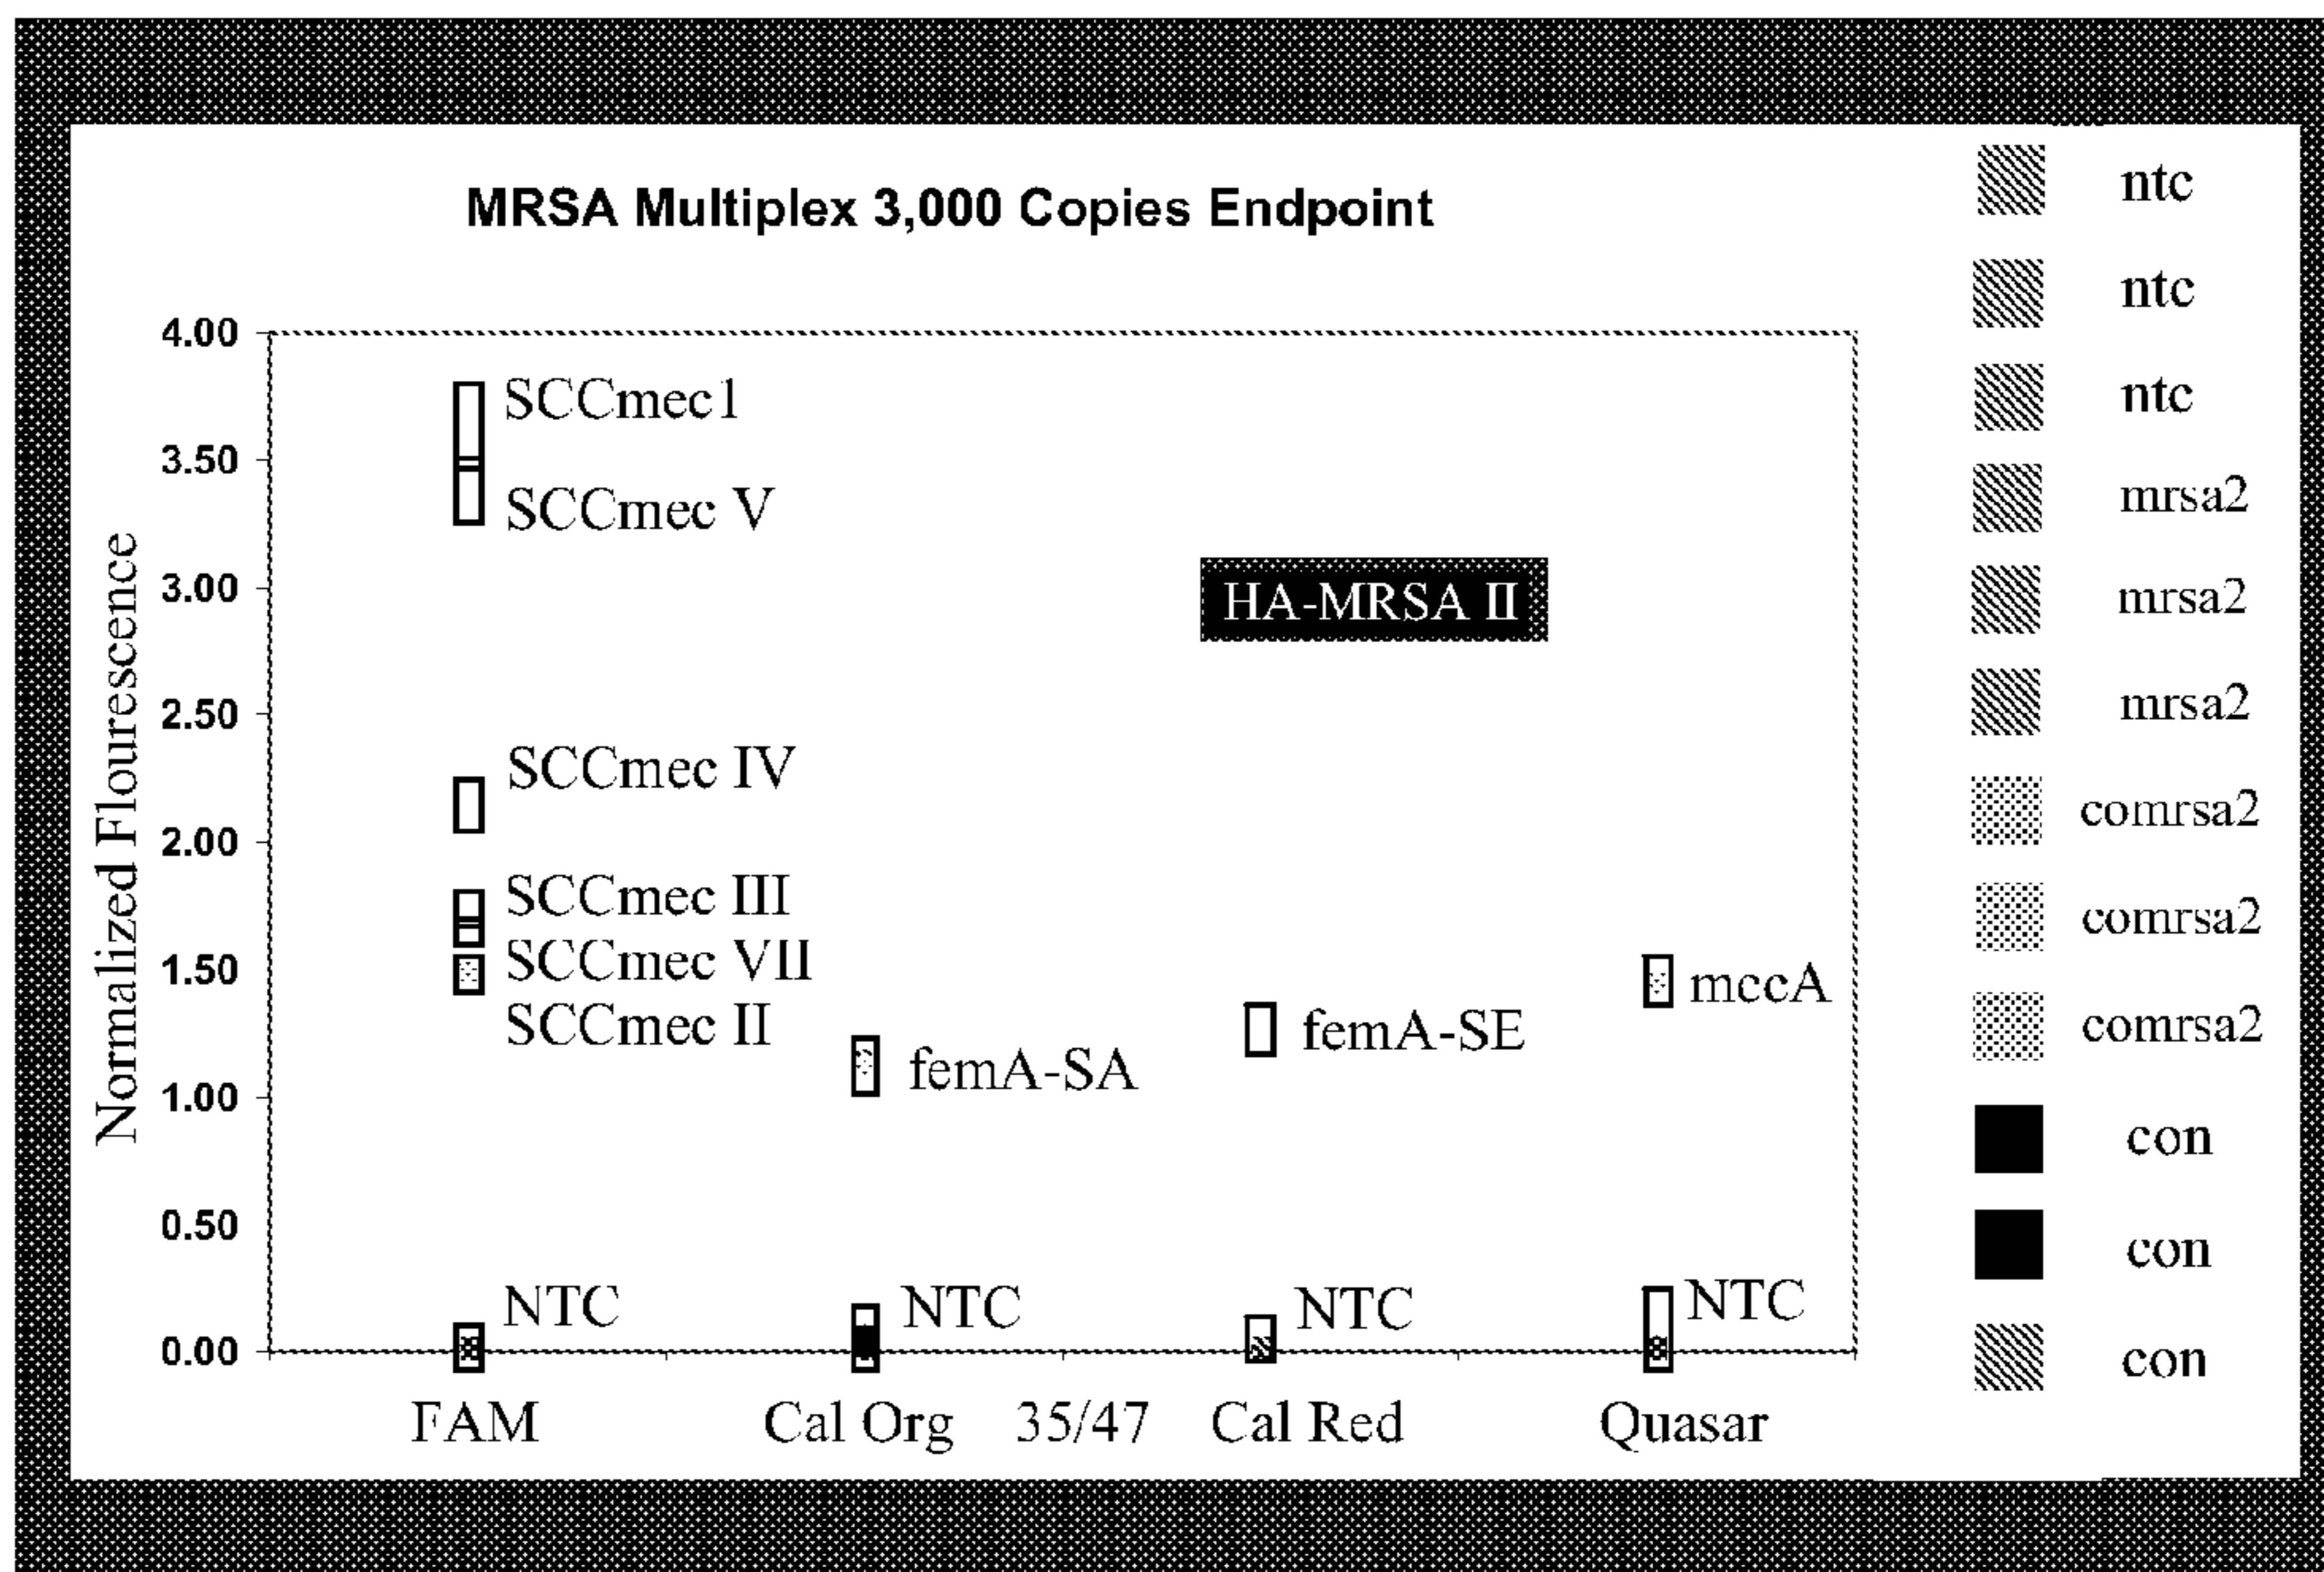 MRSA Multiplex 3,000 Copies Endpoint
Normalized Flourescence
4.00
3.50
3.00
2.50
2.00
1.50
1.00
0.50
0.00
SCCmec1
SCCmec V
SCCmec IV
SCCmec III
SCCmec VII
SCCmec II
HA-MRSA II
femA-SA
femA-SE
mccA
NTC
NTC
NTC
NTC
FAM
Cal Org
35/47
Cal Red
Quasar
ntc
ntc
ntc
mrsa2
mrsa2
mrsa2
comrsa2
comrsa2
comrsa2
con
con
con